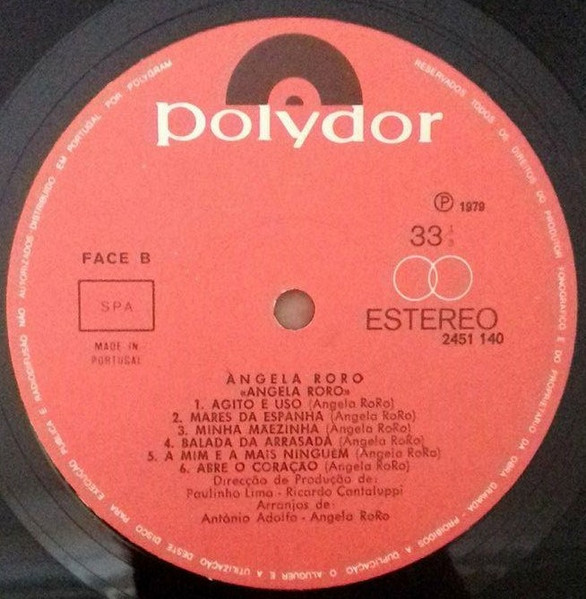 polydor
RESERVADOS TODOS OS DIREITOS DO PRODUTOR FONOGRÁFICO E DO PROPRIETÁRIO DA OBRA GRAVADA - PROIBIDOS A DUPLICAÇÃO, O ALUGUER E A UTILIZAÇÃO DESTE DISCO PARA EXECUÇÃO PÚBLICA E RADIODIFUSÃO NÃO AUTORIZADOS DISTRIBUIDO EM PORTUGAL POR POLYGRAM
Ⓟ 1979
33 1/3
FACE B
SPA
ESTEREO
2451 140
MADE IN
PORTUGAL
ÂNGELA RORO
«ANGELA RORO»
1. AGITO E USO (Angela RoRo)
2. MARES DA ESPANHA (Angela RoRo)
3. MINHA MÃEZINHA (Angela RoRo)
4. BALADA DA ARRASADA (Angela RoRo)
5. A MIM E A MAIS NINGUÉM (Angela RoRo)
6. ABRE O CORAÇÃO (Angela RoRo)
Direcção de Produção de:
Paulinho Lima - Ricardo Cantaluppi
Arranjos de:
António Adolfo - Angela RoRo